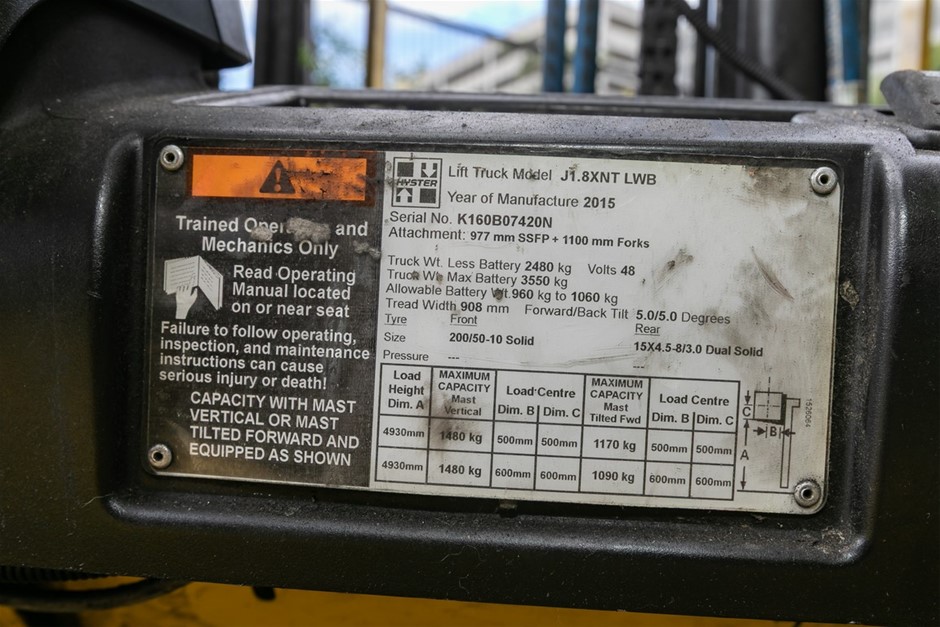 Trained Operators and
Mechanics Only
Read Operating
Manual located
on or near seat
Failure to follow operating,
inspection, and maintenance
instructions can cause
serious injury or death!
CAPACITY WITH MAST
VERTICAL OR MAST
TILTED FORWARD AND
EQUIPPED AS SHOWN
HYSTER
Lift Truck Model J1.8XNT LWB
Year of Manufacture 2015
Serial No. K160B07420N
Attachment: 977 mm SSFP + 1100 mm Forks
Truck Wt. Less Battery 2480 kg Volts 48
Truck Wt. Max Battery 3550 kg
Allowable Battery Wt. 960 kg to 1060 kg
Tread Width 908 mm Forward/Back Tilt 5.0/5.0 Degrees
Tyre Front Rear
Size 200/50-10 Solid 15X4.5-8/3.0 Dual Solid
Pressure --- ---
Load Height Dim. A MAXIMUM CAPACITY Mast Vertical Load Centre Dim. B Dim. C MAXIMUM CAPACITY Mast Tilted Fwd Load Centre Dim. B Dim. C
4930mm 1480 kg 500mm 500mm 1170 kg 500mm 500mm
4930mm 1480 kg 600mm 600mm 1090 kg 600mm 600mm
C
B
A
1525064